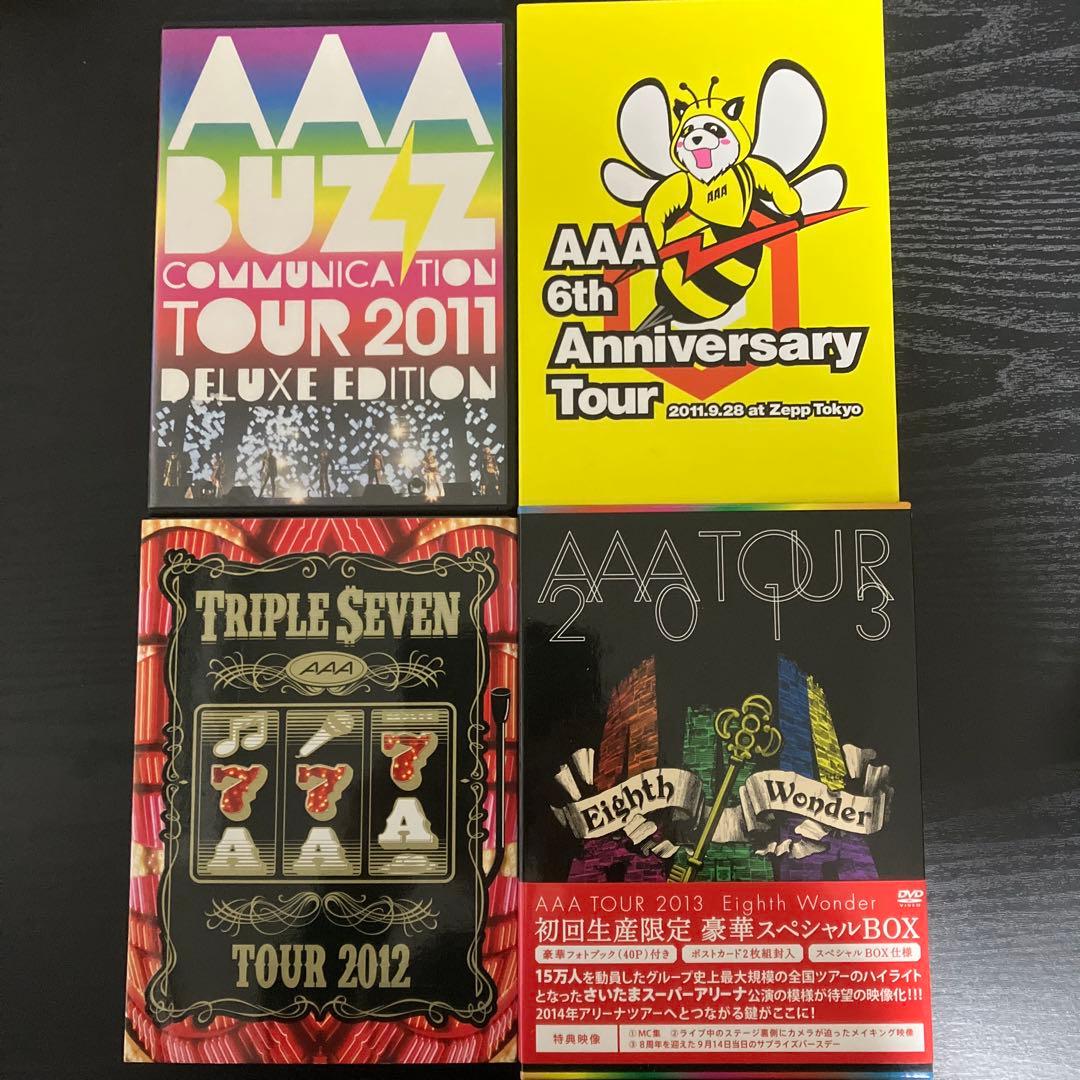 AAA
BUZZ
COMMUNICATION
TOUR 2011
DELUXE EDITION
AAA
AAA
6th
Anniversary
Tour 2011.9.28 at Zepp Tokyo
TRIPLE $EVEN
AAA
7 7 7
A A A
TOUR 2012
AAA TOUR
2013
Eighth Wonder
DVD
VIDEO
AAA TOUR 2013 Eighth Wonder
初回生産限定 豪華スペシャルBOX
豪華フォトブック(40P)付き ポストカード2枚組封入 スペシャルBOX仕様
15万人を動員したグループ史上最大規模の全国ツアーのハイライト
となったさいたまスーパーアリーナ公演の模様が待望の映像化!!!
2014年アリーナツアーへとつながる鍵がここに!
特典映像
①MC集 ②ライブ中のステージ裏側にカメラが迫ったメイキング映像
③8周年を迎えた9月14日当日のサプライズバースデー